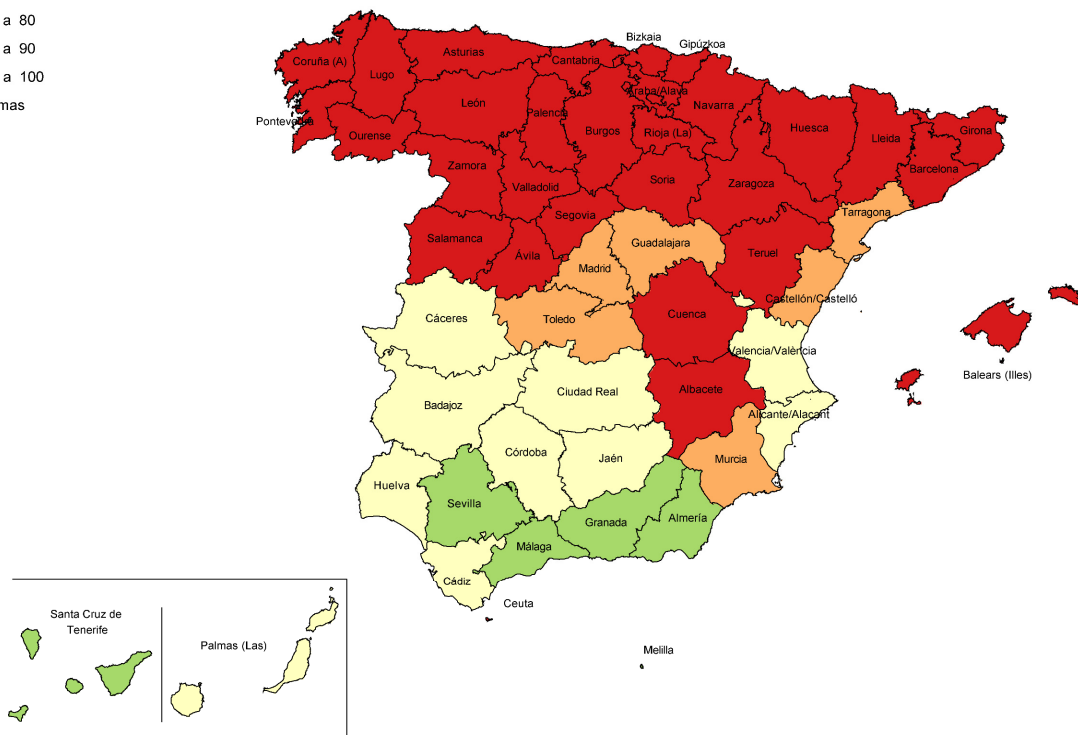 a 80
a 90
a 100
mas
Bizkaia
Gipúzkoa
Coruña (A)
Lugo
Asturias
Cantabria
León
Palencia
Araba/Alava
Navarra
Burgos
Rioja (La)
Huesca
Lleida
Girona
Barcelona
Pontevedra
Ourense
Zamora
Valladolid
Soria
Zaragoza
Segovia
Tarragona
Salamanca
Ávila
Guadalajara
Madrid
Teruel
Castellón/Castelló
Cáceres
Toledo
Cuenca
Valencia/València
Balears (Illes)
Badajoz
Ciudad Real
Albacete
Alicante/Alacant
Córdoba
Jaén
Murcia
Huelva
Sevilla
Granada
Almería
Málaga
Cádiz
Ceuta
Melilla
Santa Cruz de
Tenerife
Palmas (Las)